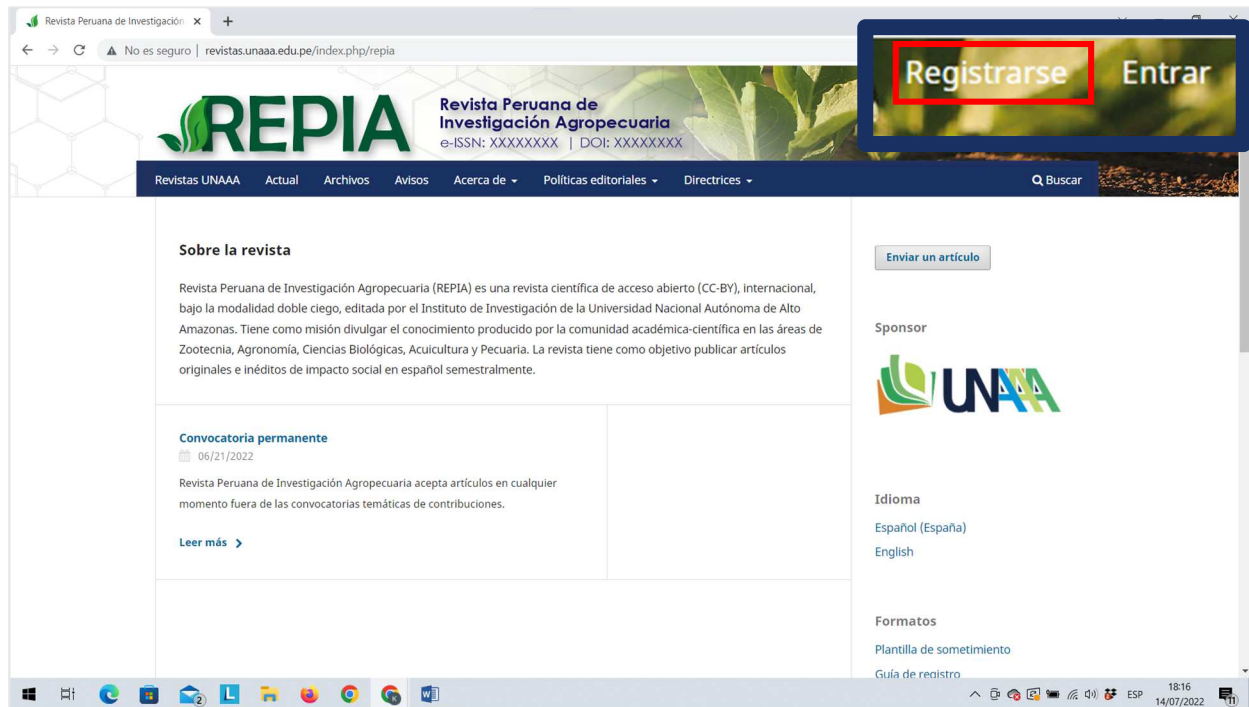 Revista Peruana de Investigación
No es seguro | revistas.unaaa.edu.pe/index.php/repia
Registrarse Entrar
REPIA
Revista Peruana de
Investigación Agropecuaria
e-ISSN: XXXXXXXX | DOI: XXXXXXXX
Revistas UNAAA Actual Archivos Avisos Acerca de Políticas editoriales Directrices Buscar
Sobre la revista
Revista Peruana de Investigación Agropecuaria (REPIA) es una revista científica de acceso abierto (CC-BY), internacional,
bajo la modalidad doble ciego, editada por el Instituto de Investigación de la Universidad Nacional Autónoma de Alto
Amazonas. Tiene como misión divulgar el conocimiento producido por la comunidad académica-científica en las áreas de
Zootecnia, Agronomía, Ciencias Biológicas, Acuicultura y Pecuaria. La revista tiene como objetivo publicar artículos
originales e inéditos de impacto social en español semestralmente.
Convocatoria permanente
06/21/2022
Revista Peruana de Investigación Agropecuaria acepta artículos en cualquier
momento fuera de las convocatorias temáticas de contribuciones.
Leer más
Enviar un artículo
Sponsor
UNAAA
Idioma
Español (España)
English
Formatos
Plantilla de sometimiento
Guía de registro
2
L
W
ESP
18:16
14/07/2022
11